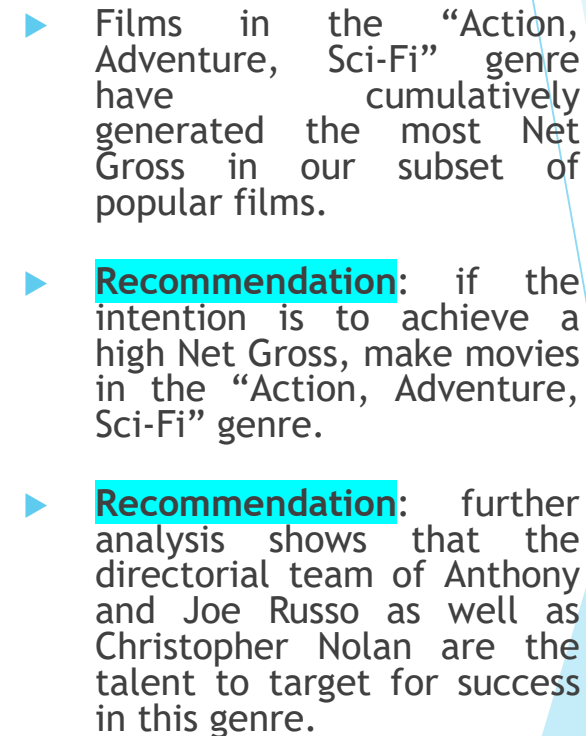 Films in the “Action,
Adventure, Sci-Fi” genre
have cumulatively
generated the most Net
Gross in our subset of
popular films.
Recommendation: if the
intention is to achieve a
high Net Gross, make movies
in the “Action, Adventure,
Sci-Fi” genre.
Recommendation: further
analysis shows that the
directorial team of Anthony
and Joe Russo as well as
Christopher Nolan are the
talent to target for success
in this genre.